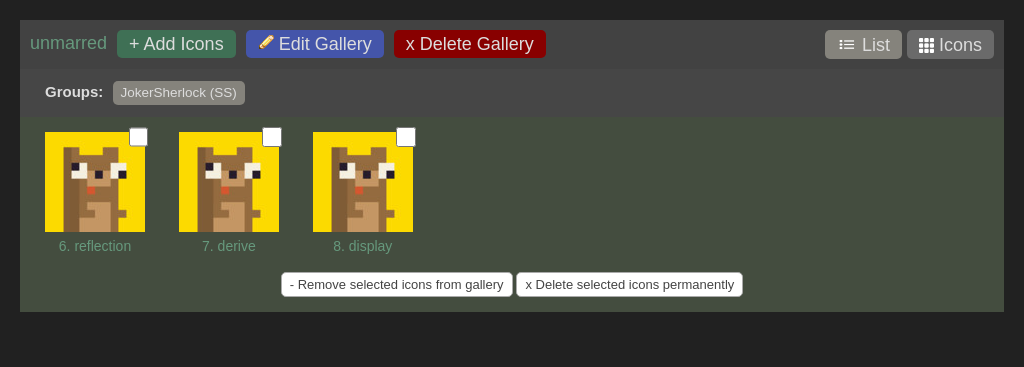 unmarred + Add Icons Edit Gallery x Delete Gallery List Icons
Groups: JokerSherlock (SS)
6. reflection 7. derive 8. display
- Remove selected icons from gallery x Delete selected icons permanently